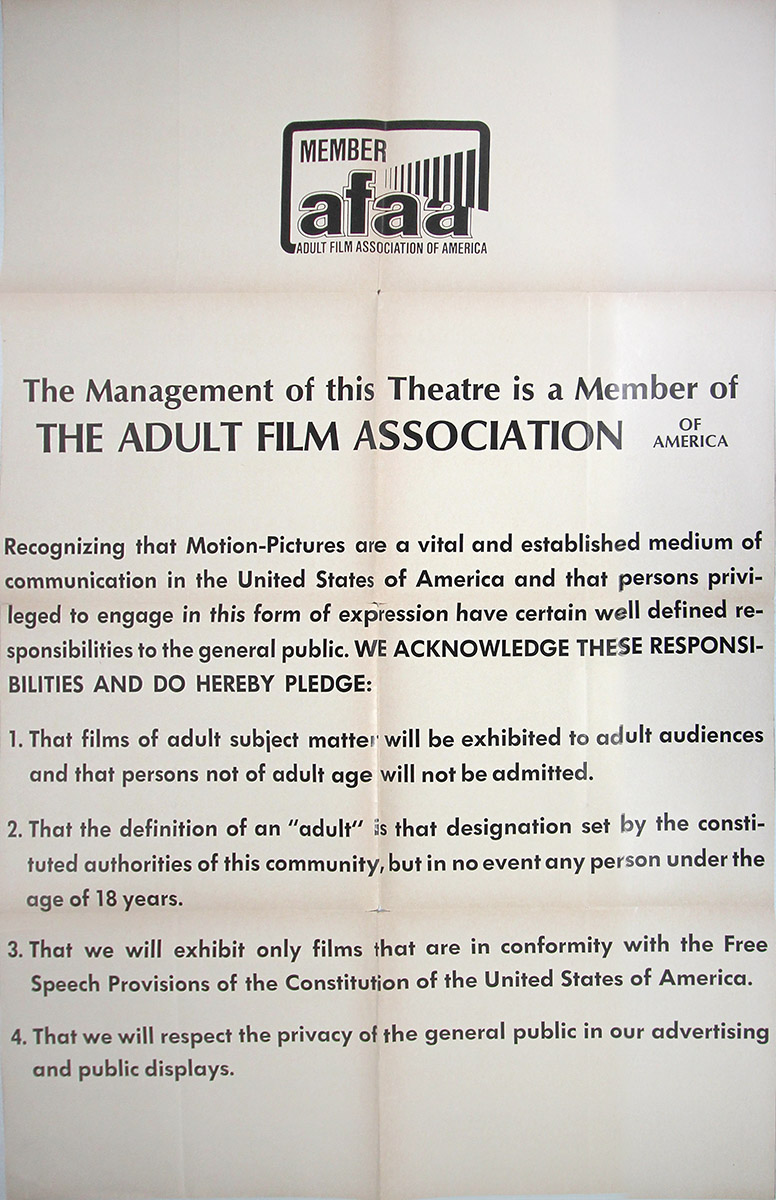 MEMBER
afaa
ADULT FILM ASSOCIATION OF AMERICA
The Management of this Theatre is a Member of
THE ADULT FILM ASSOCIATION OF AMERICA
Recognizing that Motion-Pictures are a vital and established medium of
communication in the United States of America and that persons privi-
leged to engage in this form of expression have certain well defined re-
sponsibilities to the general public. WE ACKNOWLEDGE THESE RESPONSI-
BILITIES AND DO HEREBY PLEDGE:
1. That films of adult subject matter will be exhibited to adult audiences
and that persons not of adult age will not be admitted.
2. That the definition of an "adult" is that designation set by the consti-
tuted authorities of this community, but in no event any person under the
age of 18 years.
3. That we will exhibit only films that are in conformity with the Free
Speech Provisions of the Constitution of the United States of America.
4. That we will respect the privacy of the general public in our advertising
and public displays.